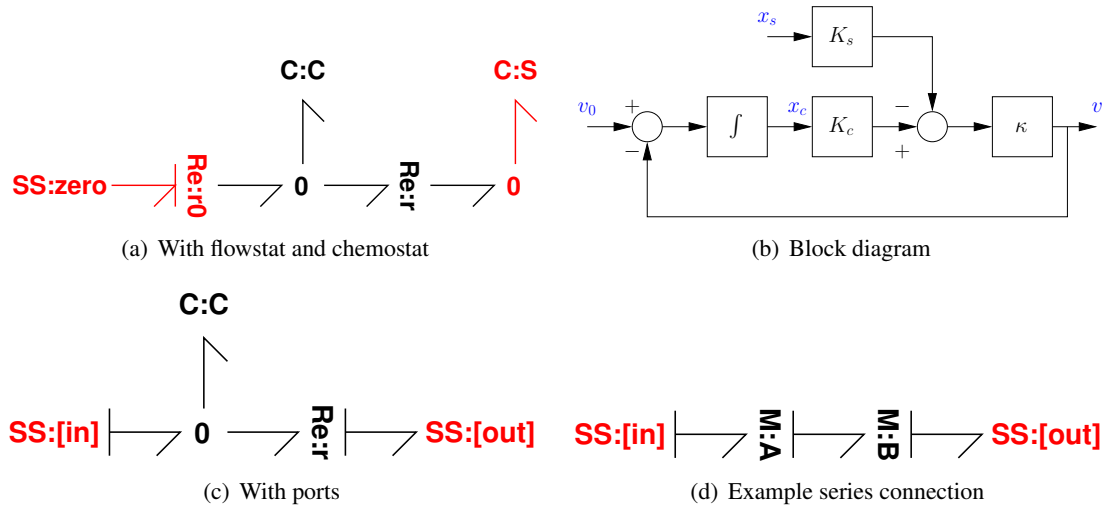 C:C
C:S
SS:zero
Re:r0
0
Re:r
0
(a) With flowstat and chemostat
x_s
K_s
v_0
+
−
∫
x_c
K_c
−
+
κ
v
(b) Block diagram
C:C
SS:[in]
0
Re:r
SS:[out]
(c) With ports
SS:[in]
M:A
M:B
SS:[out]
(d) Example series connection